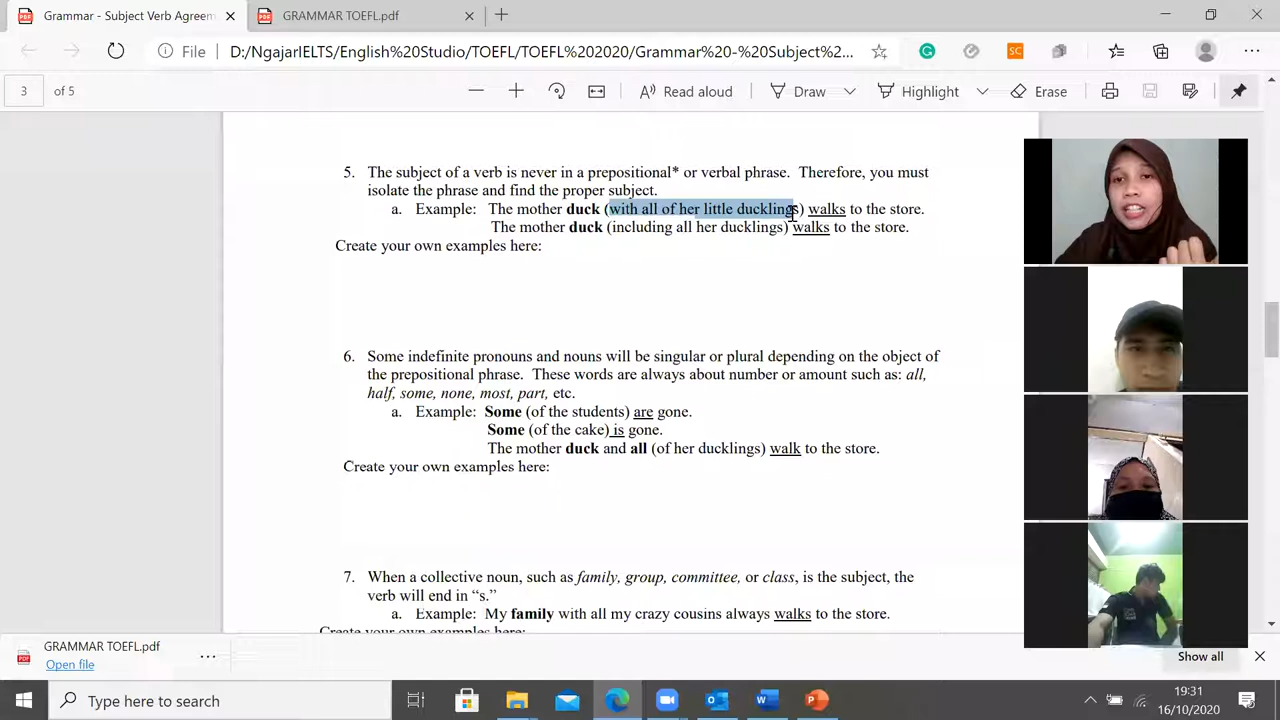 Grammar - Subject Verb Agreem
GRAMMAR TOEFL.pdf
File
D:/NgajarIELTS/English%20Studio/TOEFL/TOEFL%202020/Grammar%20-%20Subject%2...
SC
3
of 5
Read aloud
Draw
Highlight
Erase
5. The subject of a verb is never in a prepositional* or verbal phrase. Therefore, you must
isolate the phrase and find the proper subject.
a. Example: The mother duck (with all of her little ducklings) walks to the store.
The mother duck (including all her ducklings) walks to the store.
Create your own examples here:
6. Some indefinite pronouns and nouns will be singular or plural depending on the object of
the prepositional phrase. These words are always about number or amount such as: all,
half, some, none, most, part, etc.
a. Example: Some (of the students) are gone.
Some (of the cake) is gone.
The mother duck and all (of her ducklings) walk to the store.
Create your own examples here:
7. When a collective noun, such as family, group, committee, or class, is the subject, the
verb will end in “s.”
a. Example: My family with all my crazy cousins always walks to the store.
Create your own examples here:
GRAMMAR TOEFL.pdf
Open file
Show all
Type here to search
19:31
16/10/2020